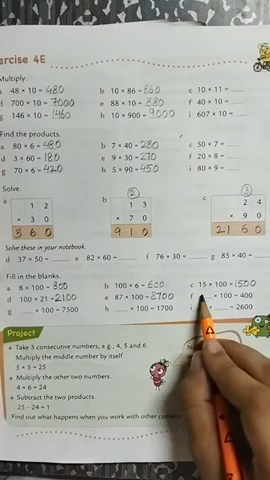 ercise 4E
Multiply.
a 48 × 10 = 480 b 10 × 86 = 860 c 10 × 11 =
d 700 × 10 = 7000 e 88 × 10 = 880 f 40 × 10 =
g 146 × 10 = 1460 h 10 × 900 = 9000 i 607 × 10 =
Find the products.
a 80 × 6 = 480 b 7 × 40 = 280 c 50 × 7 =
d 3 × 60 = 180 e 9 × 30 = 270 f 20 × 8 =
g 70 × 6 = 420 h 5 × 90 = 450 i 80 × 9 =
Solve.
② ③
a 1 2 b 1 3 c 2 4
× 3 0 × 7 0 × 9 0
3 6 0 9 1 0 2 1 6 0
Solve these in your notebook.
d 37 × 50 = e 82 × 60 = f 76 × 30 = g 85 × 40 =
Fill in the blanks.
a 8 × 100 = 800 b 100 × 6 = 600 c 15 × 100 = 1500
d 100 × 21 = 2100 e 87 × 100 = 8700 f × 100 = 400
g × 100 = 7500 h × 100 = 1700 = 2600
Project
Take 3 consecutive numbers, e.g., 4, 5 and 6.
Multiply the middle number by itself.
5 × 5 = 25
Multiply the other two numbers.
4 × 6 = 24
Subtract the two products.
25 – 24 = 1
Find out what happens when you work with other